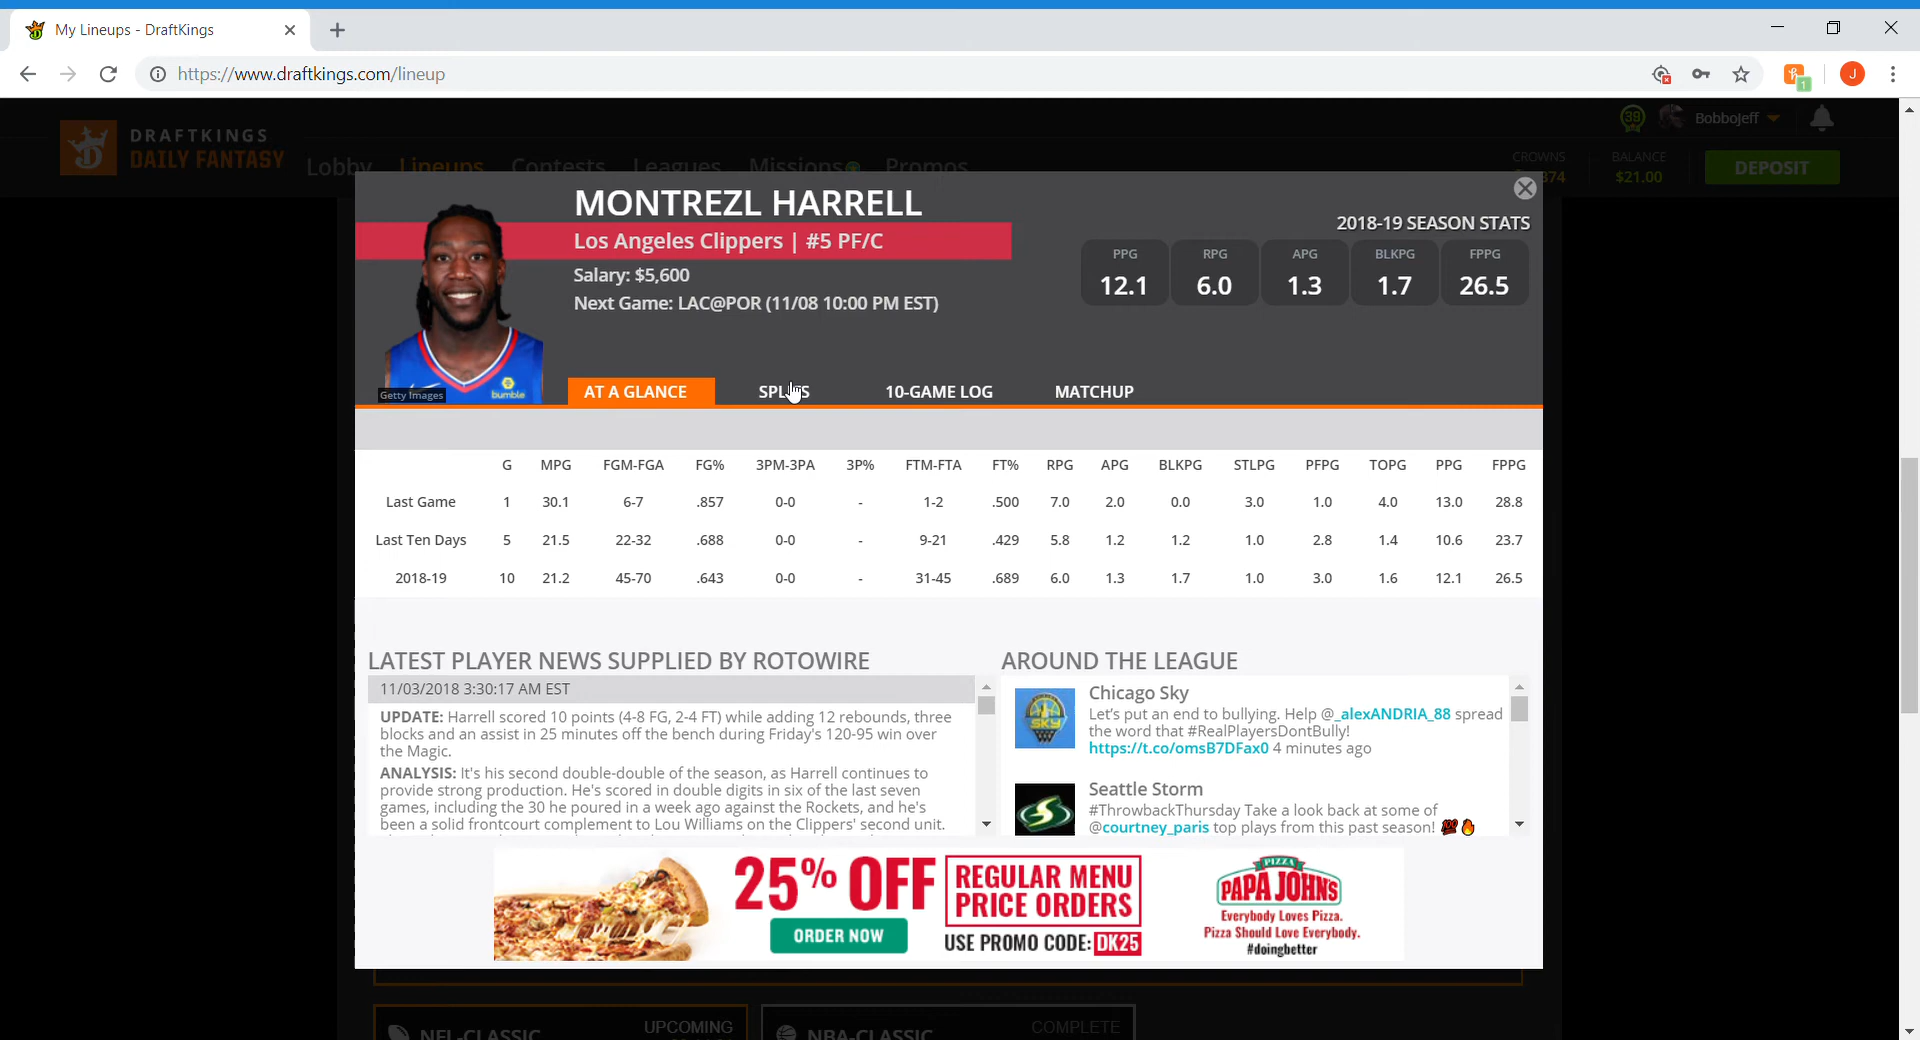 My Lineups - DraftKings
https://www.draftkings.com/lineup
1
J
DRAFTKINGS
DAILY FANTASY
Lobby Lineups Contests Leagues Missions Promos
39
BobboJeff
CROWNS
374
BALANCE
$21.00
DEPOSIT
MONTREZL HARRELL
Los Angeles Clippers | #5 PF/C
Salary: $5,600
Next Game: LAC@POR (11/08 10:00 PM EST)
2018-19 SEASON STATS
PPG RPG APG BLKPG FPPG
12.1 6.0 1.3 1.7 26.5
Getty Images
bumble
AT A GLANCE SPLITS 10-GAME LOG MATCHUP
G MPG FGM-FGA FG% 3PM-3PA 3P% FTM-FTA FT% RPG APG BLKPG STLPG PFPG TOPG PPG FPPG
Last Game 1 30.1 6-7 .857 0-0 - 1-2 .500 7.0 2.0 0.0 3.0 1.0 4.0 13.0 28.8
Last Ten Days 5 21.5 22-32 .688 0-0 - 9-21 .429 5.8 1.2 1.2 1.0 2.8 1.4 10.6 23.7
2018-19 10 21.2 45-70 .643 0-0 - 31-45 .689 6.0 1.3 1.7 1.0 3.0 1.6 12.1 26.5
LATEST PLAYER NEWS SUPPLIED BY ROTOWIRE
11/03/2018 3:30:17 AM EST
UPDATE: Harrell scored 10 points (4-8 FG, 2-4 FT) while adding 12 rebounds, three
blocks and an assist in 25 minutes off the bench during Friday's 120-95 win over
the Magic.
ANALYSIS: It's his second double-double of the season, as Harrell continues to
provide strong production. He's scored in double digits in six of the last seven
games, including the 30 he poured in a week ago against the Rockets, and he's
been a solid frontcourt complement to Lou Williams on the Clippers' second unit.
AROUND THE LEAGUE
SKY
Chicago Sky
Let's put an end to bullying. Help @_alexANDRIA_88 spread
the word that #RealPlayersDontBully!
https://t.co/omsB7DFax0 4 minutes ago
Seattle Storm
#ThrowbackThursday Take a look back at some of
@courtney_paris top plays from this past season! 💯🔥
25% OFF
ORDER NOW
REGULAR MENU
PRICE ORDERS
USE PROMO CODE: DK25
PIZZA
PAPA JOHNS
Everybody Loves Pizza.
Pizza Should Love Everybody.
#doingbetter
NFL-CLASSIC UPCOMING
NBA-CLASSIC COMPLETE